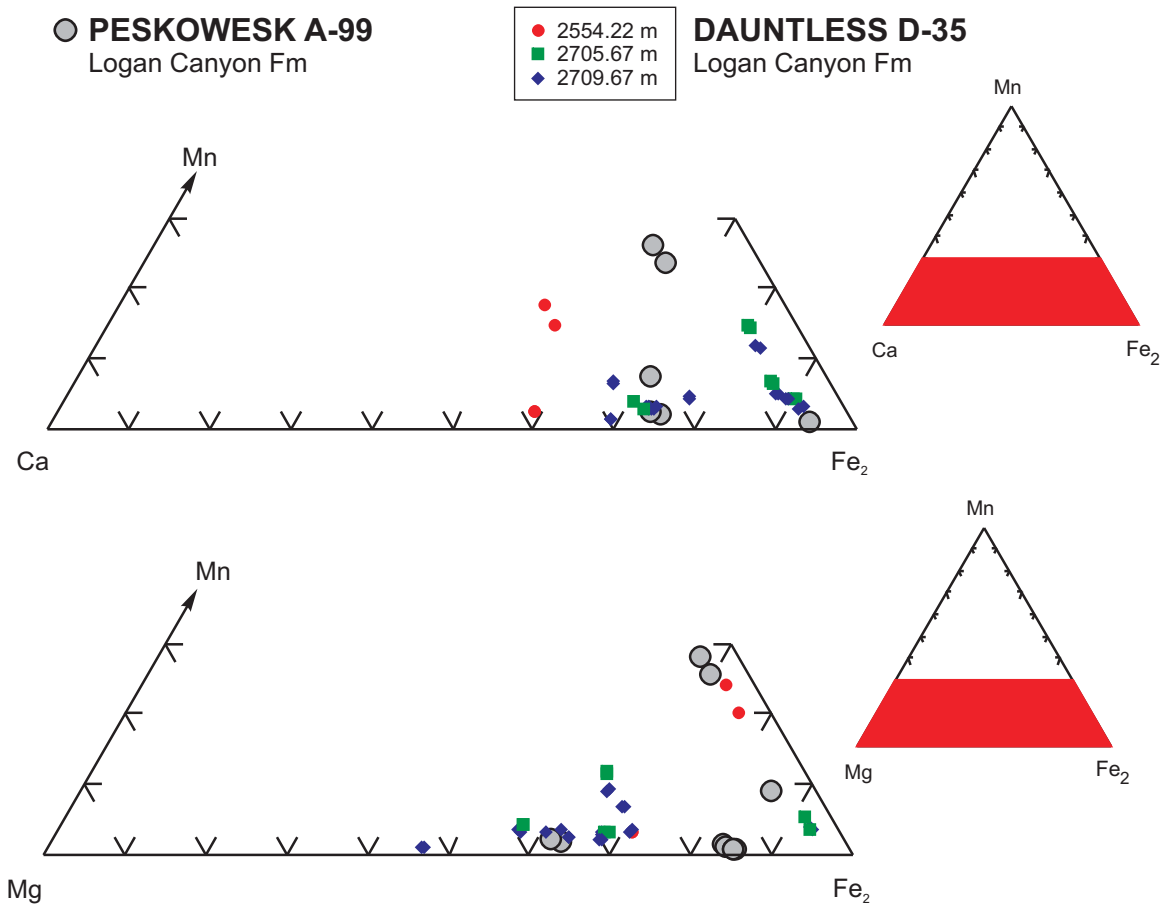 PESKOWESK A-99
Logan Canyon Fm
2554.22 m
2705.67 m
2709.67 m
DAUNTLESS D-35
Logan Canyon Fm
Mn
Ca
Fe₂
Mn
Ca
Fe₂
Mn
Mg
Fe₂
Mn
Mg
Fe₂